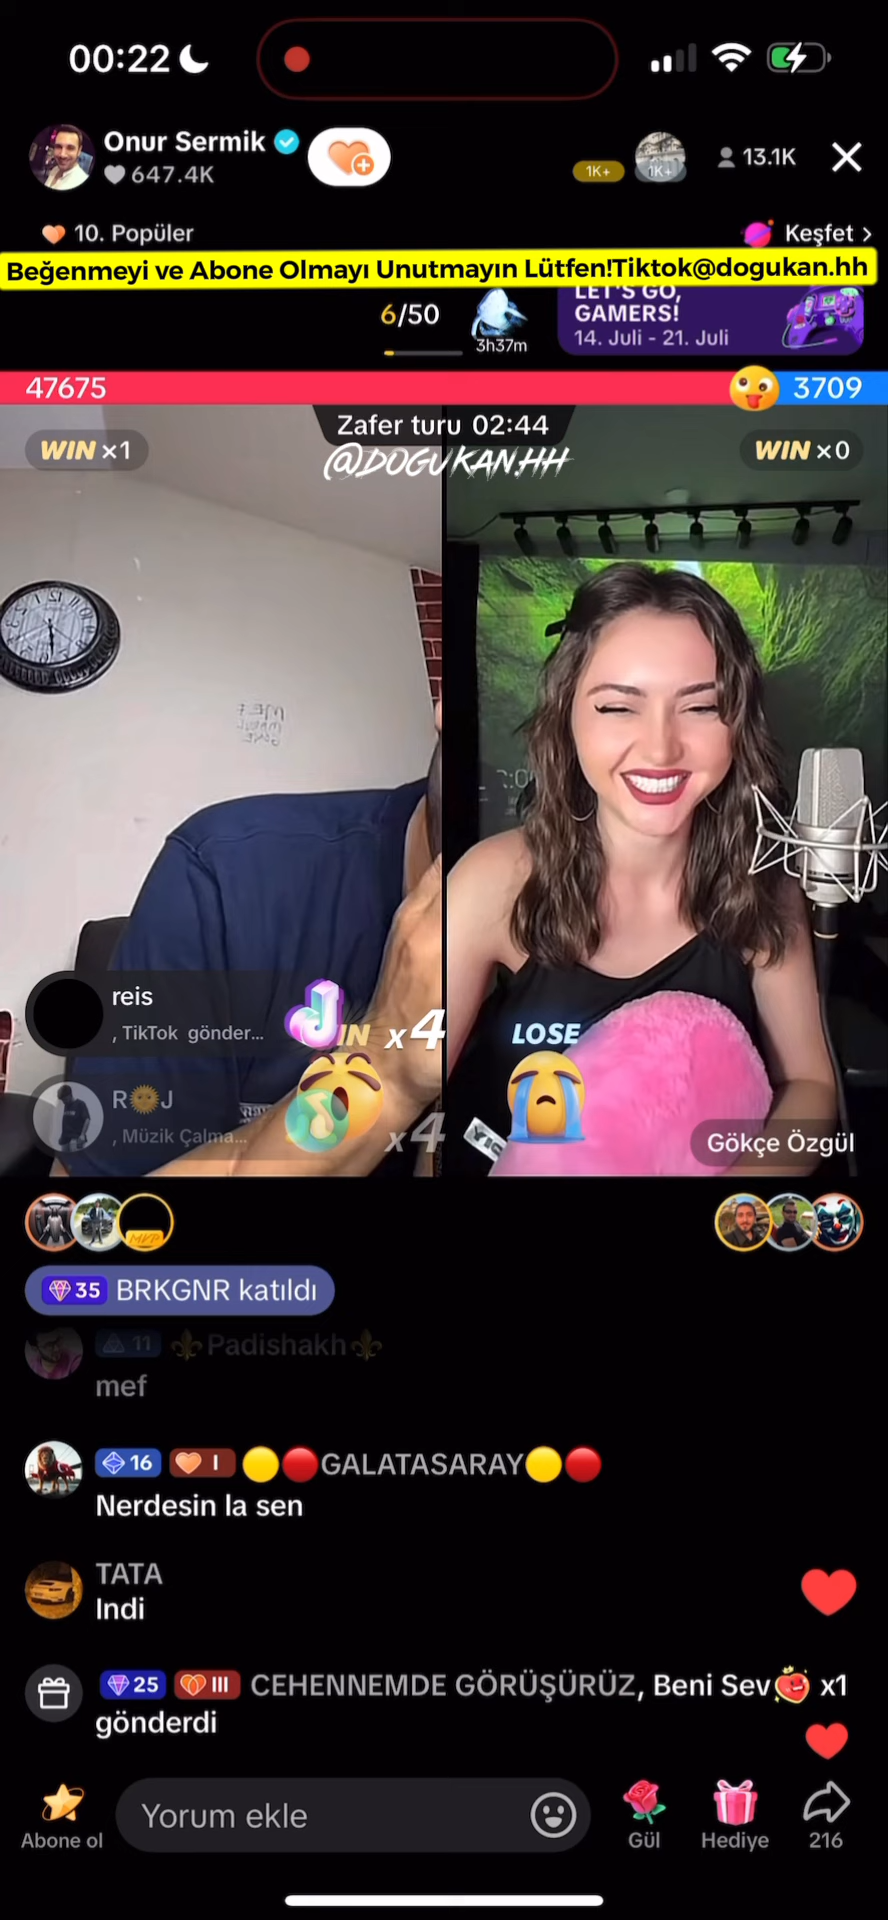 00:22
Onur Sermik
647.4K
1K+
1K+
13.1K
10. Popüler
Keşfet >
Beğenmeyi ve Abone Olmayı Unutmayın Lütfen!Tiktok@dogukan.hh
6/50
3h37m
LET'S GO,
GAMERS!
14. Juli - 21. Juli
47675
3709
WIN x1
Zafer turu 02:44
WIN x0
@DOGUKAN.HH
reis
, TikTok gönder...
x4
LOSE
R☀J
, Müzik Çalma...
x4
Gökçe Özgül
MVP
35 BRKGNR katıldı
11 ⚜Padishakh⚜
mef
16 I 🟡🔴GALATASARAY🟡🔴
Nerdesin la sen
TATA
Indi
25 III CEHENNEMDE GÖRÜŞÜRÜZ, Beni Sev x1
gönderdi
Abone ol
Yorum ekle
Gül
Hediye
216